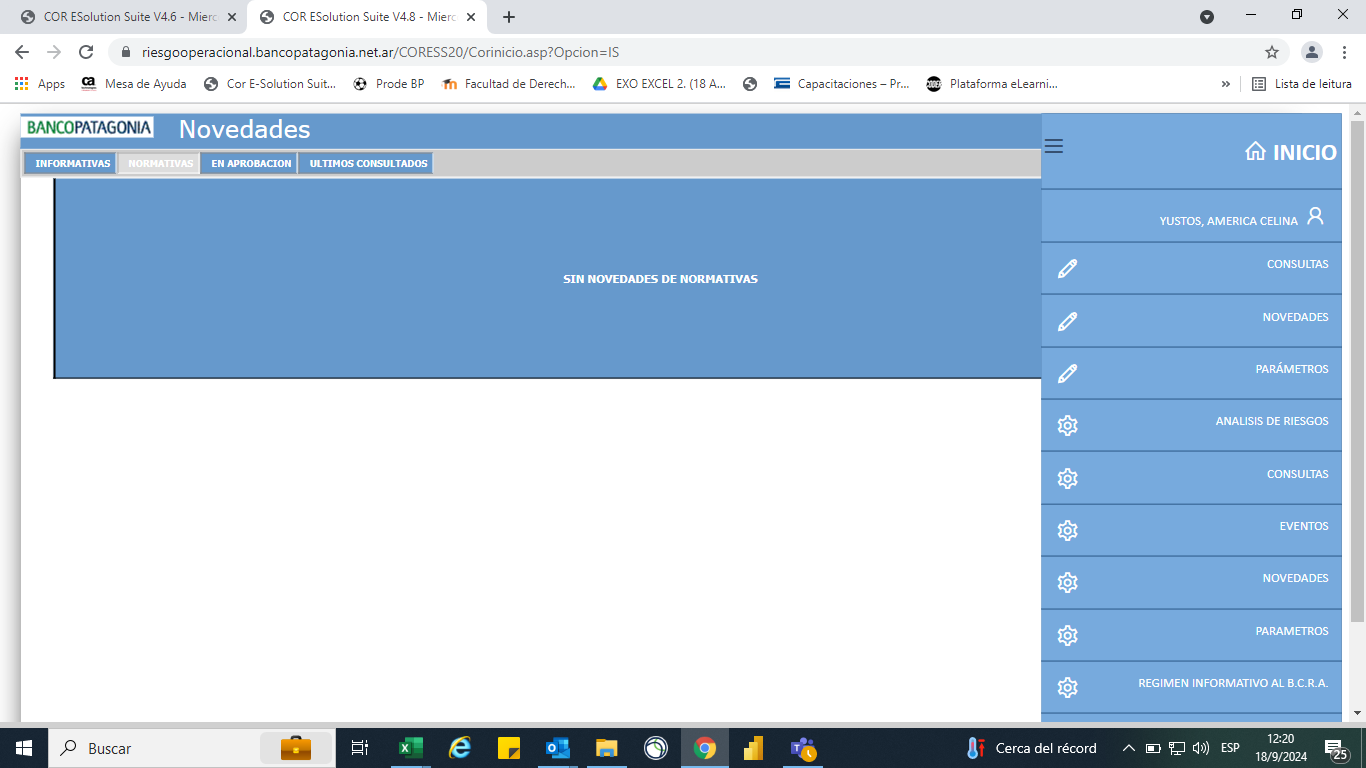 COR ESolution Suite V4.6 - Mierc
COR ESolution Suite V4.8 - Mierc
riesgooperacional.bancopatagonia.net.ar/CORESS20/Corinicio.asp?Opcion=IS
Apps
Mesa de Ayuda
Cor E-Solution Suit...
Prode BP
Facultad de Derech...
EXO EXCEL 2. (18 A...
Capacitaciones – Pr...
Plataforma eLearni...
»
Lista de leitura
BANCOPATAGONIA
Novedades
INICIO
INFORMATIVAS
NORMATIVAS
EN APROBACION
ULTIMOS CONSULTADOS
SIN NOVEDADES DE NORMATIVAS
YUSTOS, AMERICA CELINA
CONSULTAS
NOVEDADES
PARÁMETROS
ANALISIS DE RIESGOS
CONSULTAS
EVENTOS
NOVEDADES
PARAMETROS
REGIMEN INFORMATIVO AL B.C.R.A.
Buscar
Cerca del récord
ESP
12:20
18/9/2024
25